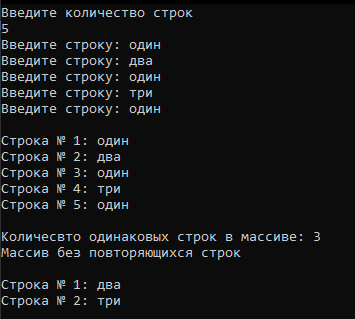 Введите количество строк
5
Введите строку: один
Введите строку: два
Введите строку: один
Введите строку: три
Введите строку: один
Строка № 1: один
Строка № 2: два
Строка № 3: один
Строка № 4: три
Строка № 5: один
Количесвто одинаковых строк в массиве: 3
Массив без повторяющихся строк
Строка № 1: два
Строка № 2: три